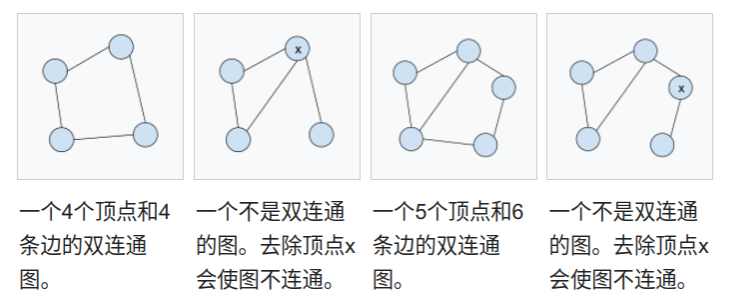 x
x
一个4个顶点和4
条边的双连通
图。
一个不是双连通
的图。去除顶点x
会使图不连通。
一个5个顶点和6
条边的双连通
图。
一个不是双连通
的图。去除顶点x
会使图不连通。